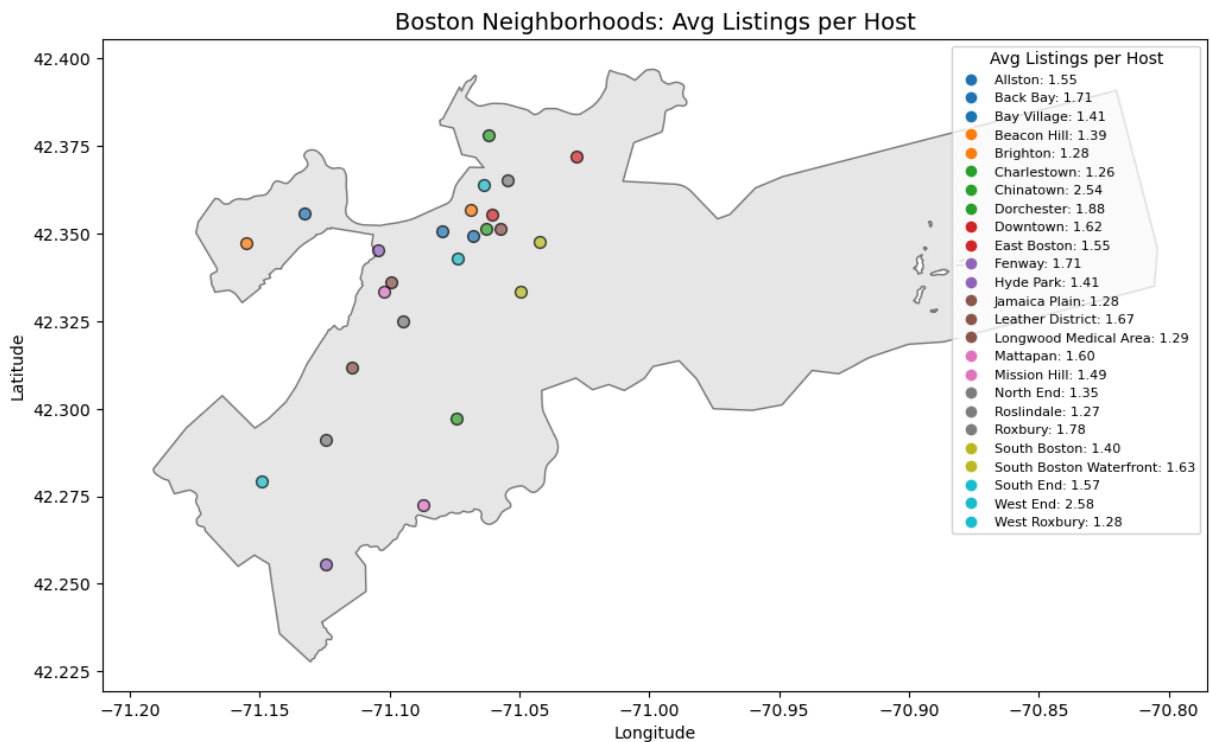 Boston Neighborhoods: Avg Listings per Host
42.400
42.375
42.350
42.325
42.300
42.275
42.250
42.225
Latitude
−71.20
−71.15
−71.10
−71.05
−71.00
−70.95
−70.90
−70.85
−70.80
Longitude
Avg Listings per Host
Allston: 1.55
Back Bay: 1.71
Bay Village: 1.41
Beacon Hill: 1.39
Brighton: 1.28
Charlestown: 1.26
Chinatown: 2.54
Dorchester: 1.88
Downtown: 1.62
East Boston: 1.55
Fenway: 1.71
Hyde Park: 1.41
Jamaica Plain: 1.28
Leather District: 1.67
Longwood Medical Area: 1.29
Mattapan: 1.60
Mission Hill: 1.49
North End: 1.35
Roslindale: 1.27
Roxbury: 1.78
South Boston: 1.40
South Boston Waterfront: 1.63
South End: 1.57
West End: 2.58
West Roxbury: 1.28